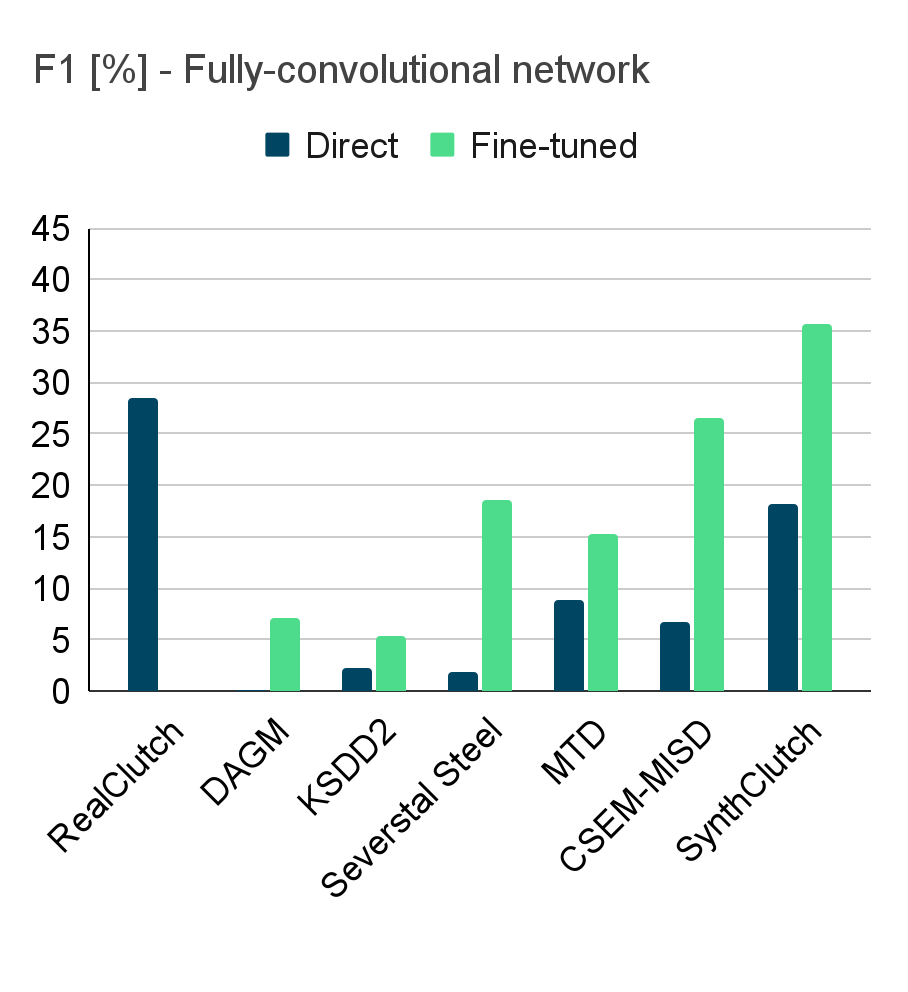 F1 [%] - Fully-convolutional network
Direct
Fine-tuned
45
40
35
30
25
20
15
10
5
0
RealClutch
DAGM
KSDD2
Severstal Steel
MTD
CSEM-MISD
SynthClutch